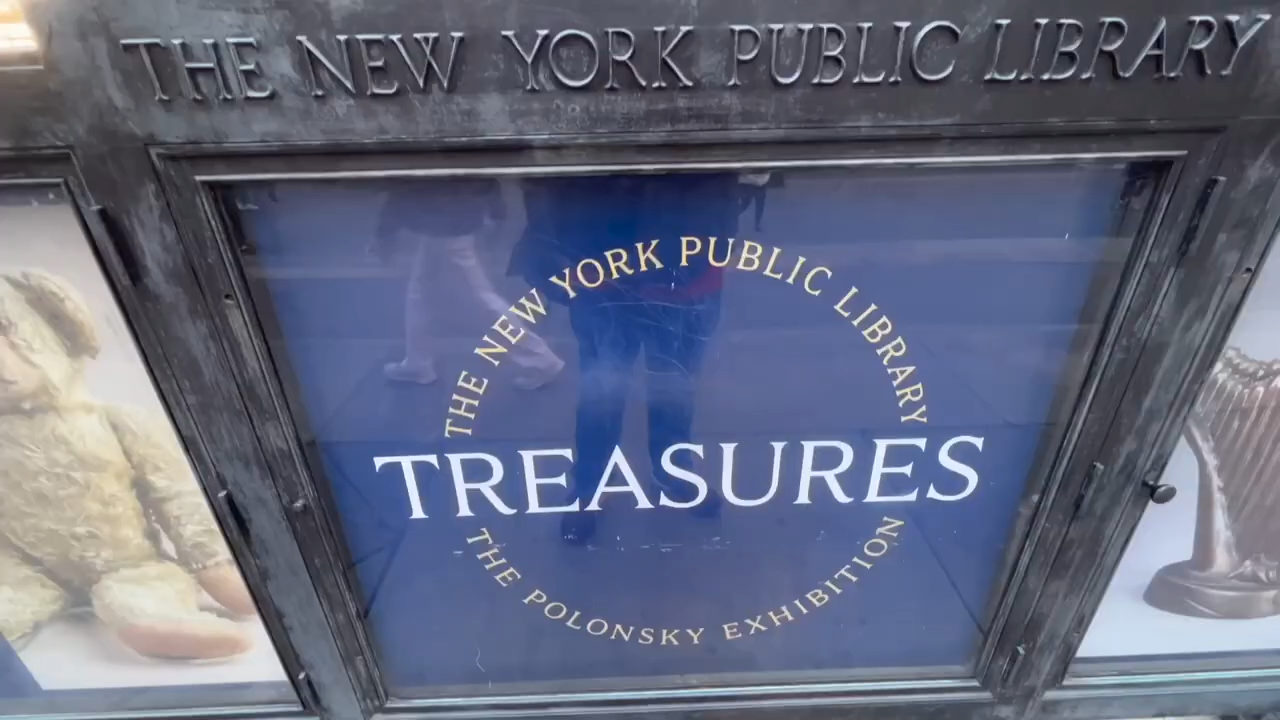 THE NEW YORK PUBLIC LIBRARY
THE NEW YORK PUBLIC LIBRARY
TREASURES
THE POLONSKY EXHIBITION